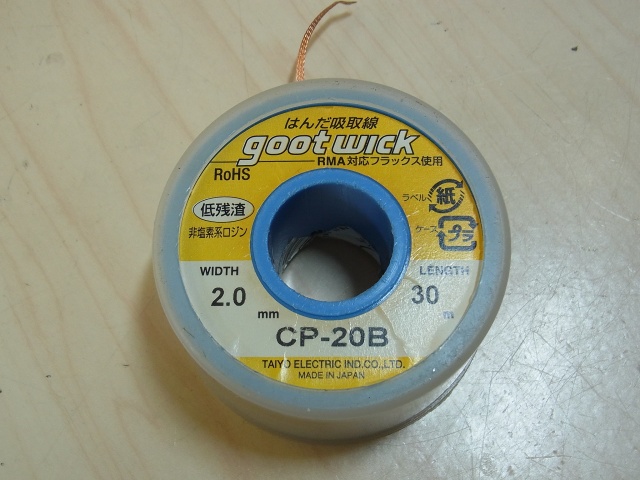 はんだ吸取線
goot wick
RMA対応フラックス使用
RoHS
低残渣
非塩素系ロジン
ラベル 紙
ケース プラ
WIDTH
2.0 mm
LENGTH
30 m
CP-20B
TAIYO ELECTRIC IND.CO.,LTD.
MADE IN JAPAN